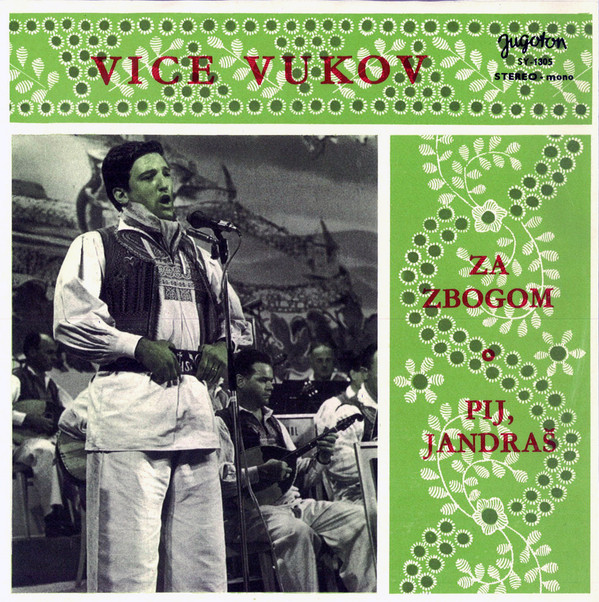 VICE VUKOV
Jugoton
SY-1305
STEREO - mono
ZA
ZBOGOM
PIJ,
JANDRAŠ